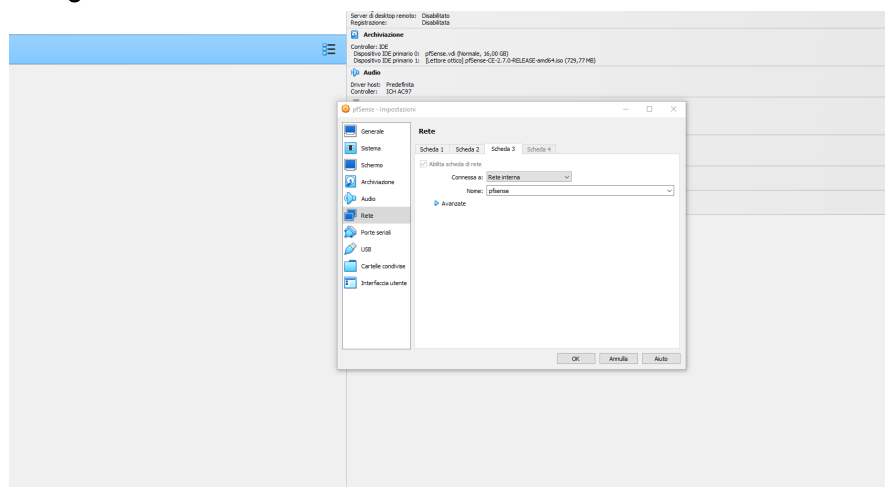 Server di desktop remoto: Disabilitato
Registrazione: Disabilitata
Archiviazione
Controller: IDE
Dispositivo IDE primario 0: pfSense.vdi (Normale, 16,00 GB)
Dispositivo IDE primario 1: [Lettore ottico] pfSense-CE-2.7.0-RELEASE-amd64.iso (729,77 MB)
Audio
Driver host: Predefinita
Controller: ICH AC97
pfSense - Impostazioni
Generale
Sistema
Schermo
Archiviazione
Audio
Rete
Porte seriali
USB
Cartelle condivise
Interfaccia utente
Rete
Scheda 1 Scheda 2 Scheda 3 Scheda 4
Abilita scheda di rete
Connessa a: Rete interna
Nome: pfsense
Avanzate
OK Annulla Aiuto